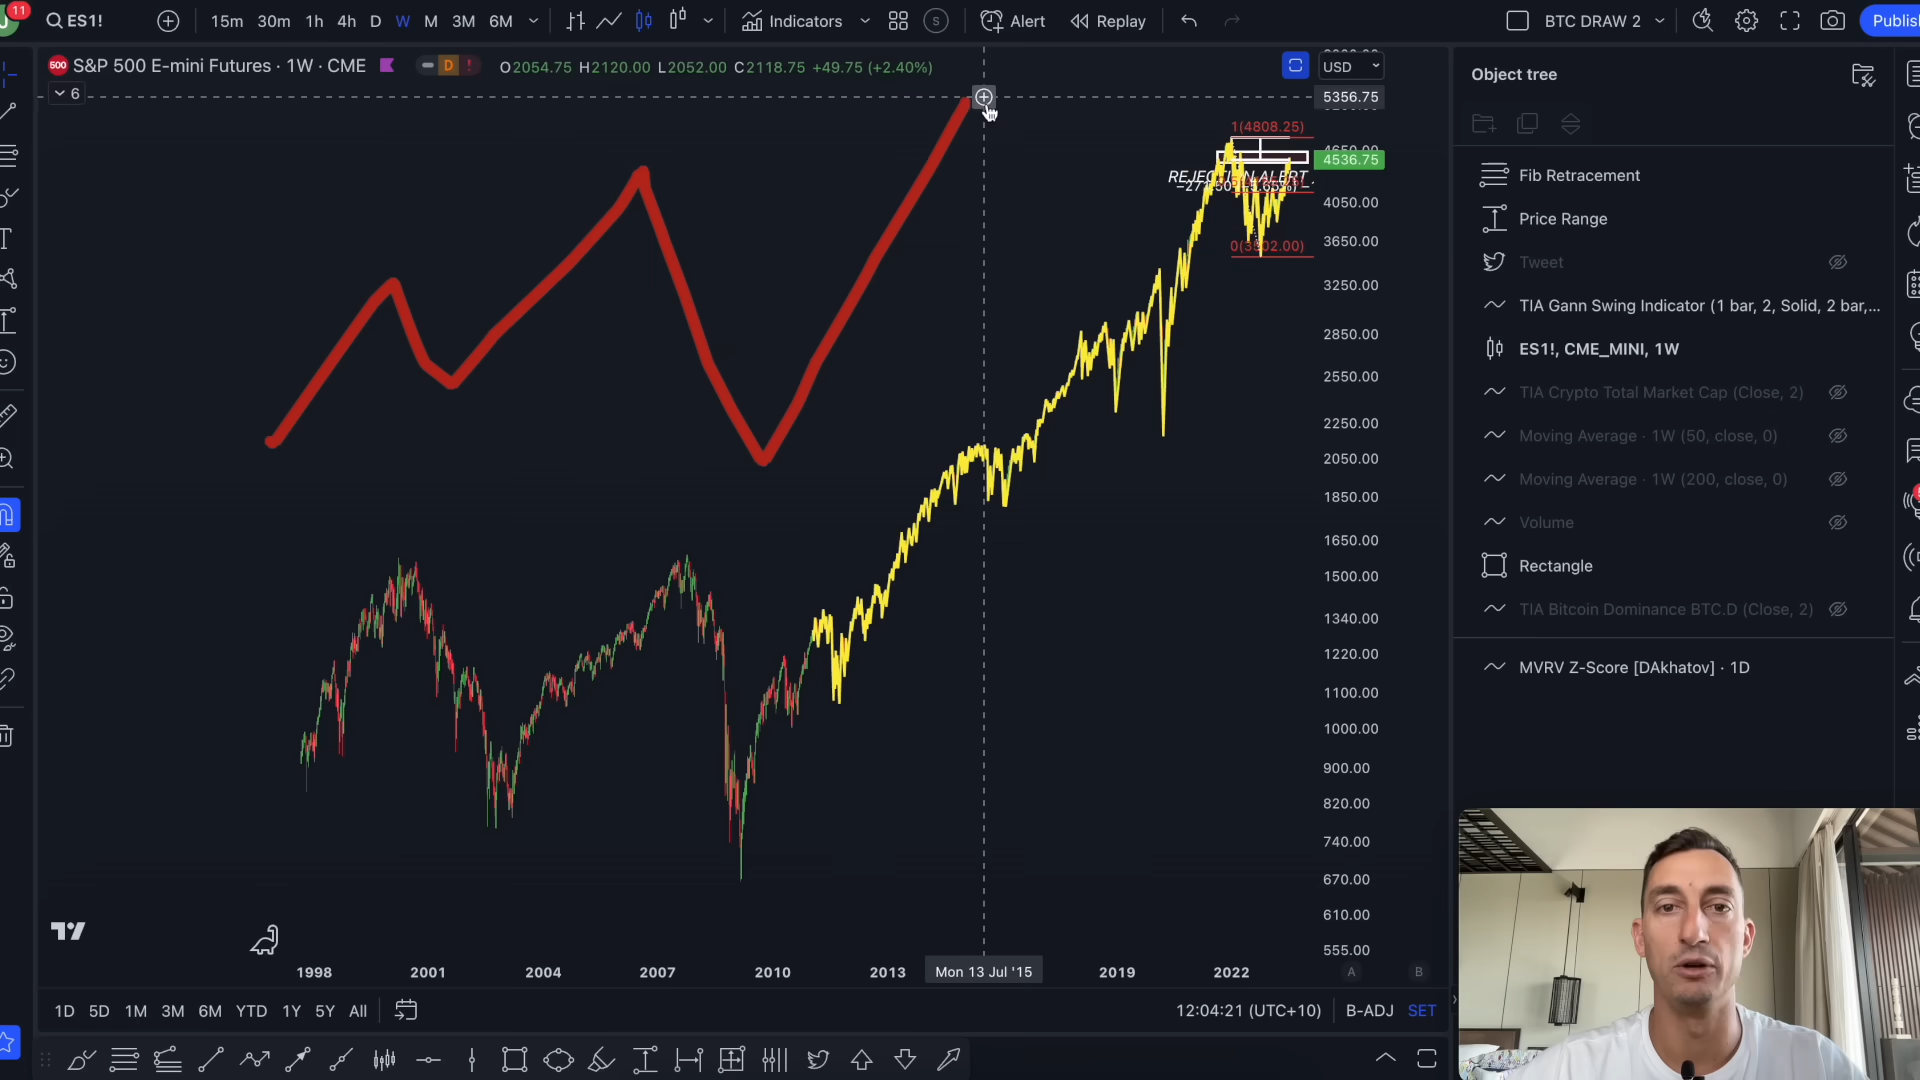 11
ES1!
15m 30m 1h 4h D W M 3M 6M
Indicators
S
Alert
Replay
BTC DRAW 2
Publish
500
S&P 500 E-mini Futures · 1W · CME
D
!
O2054.75 H2120.00 L2052.00 C2118.75 +49.75 (+2.40%)
USD
6
5356.75
1(4808.25)
4536.75
REJECTION ALERT
4050.00
3650.00
0(3502.00)
3250.00
2850.00
2550.00
2250.00
2050.00
1850.00
1650.00
1500.00
1340.00
1220.00
1100.00
1000.00
900.00
820.00
740.00
670.00
610.00
555.00
1998 2001 2004 2007 2010 2013 Mon 13 Jul '15 2019 2022 A B
1D 5D 1M 3M 6M YTD 1Y 5Y All
12:04:21 (UTC+10) B-ADJ SET
Object tree
Fib Retracement
Price Range
Tweet
TIA Gann Swing Indicator (1 bar, 2, Solid, 2 bar,...
ES1!, CME_MINI, 1W
TIA Crypto Total Market Cap (Close, 2)
Moving Average · 1W (50, close, 0)
Moving Average · 1W (200, close, 0)
Volume
Rectangle
TIA Bitcoin Dominance BTC.D (Close, 2)
MVRV Z-Score [DAkhatov] · 1D